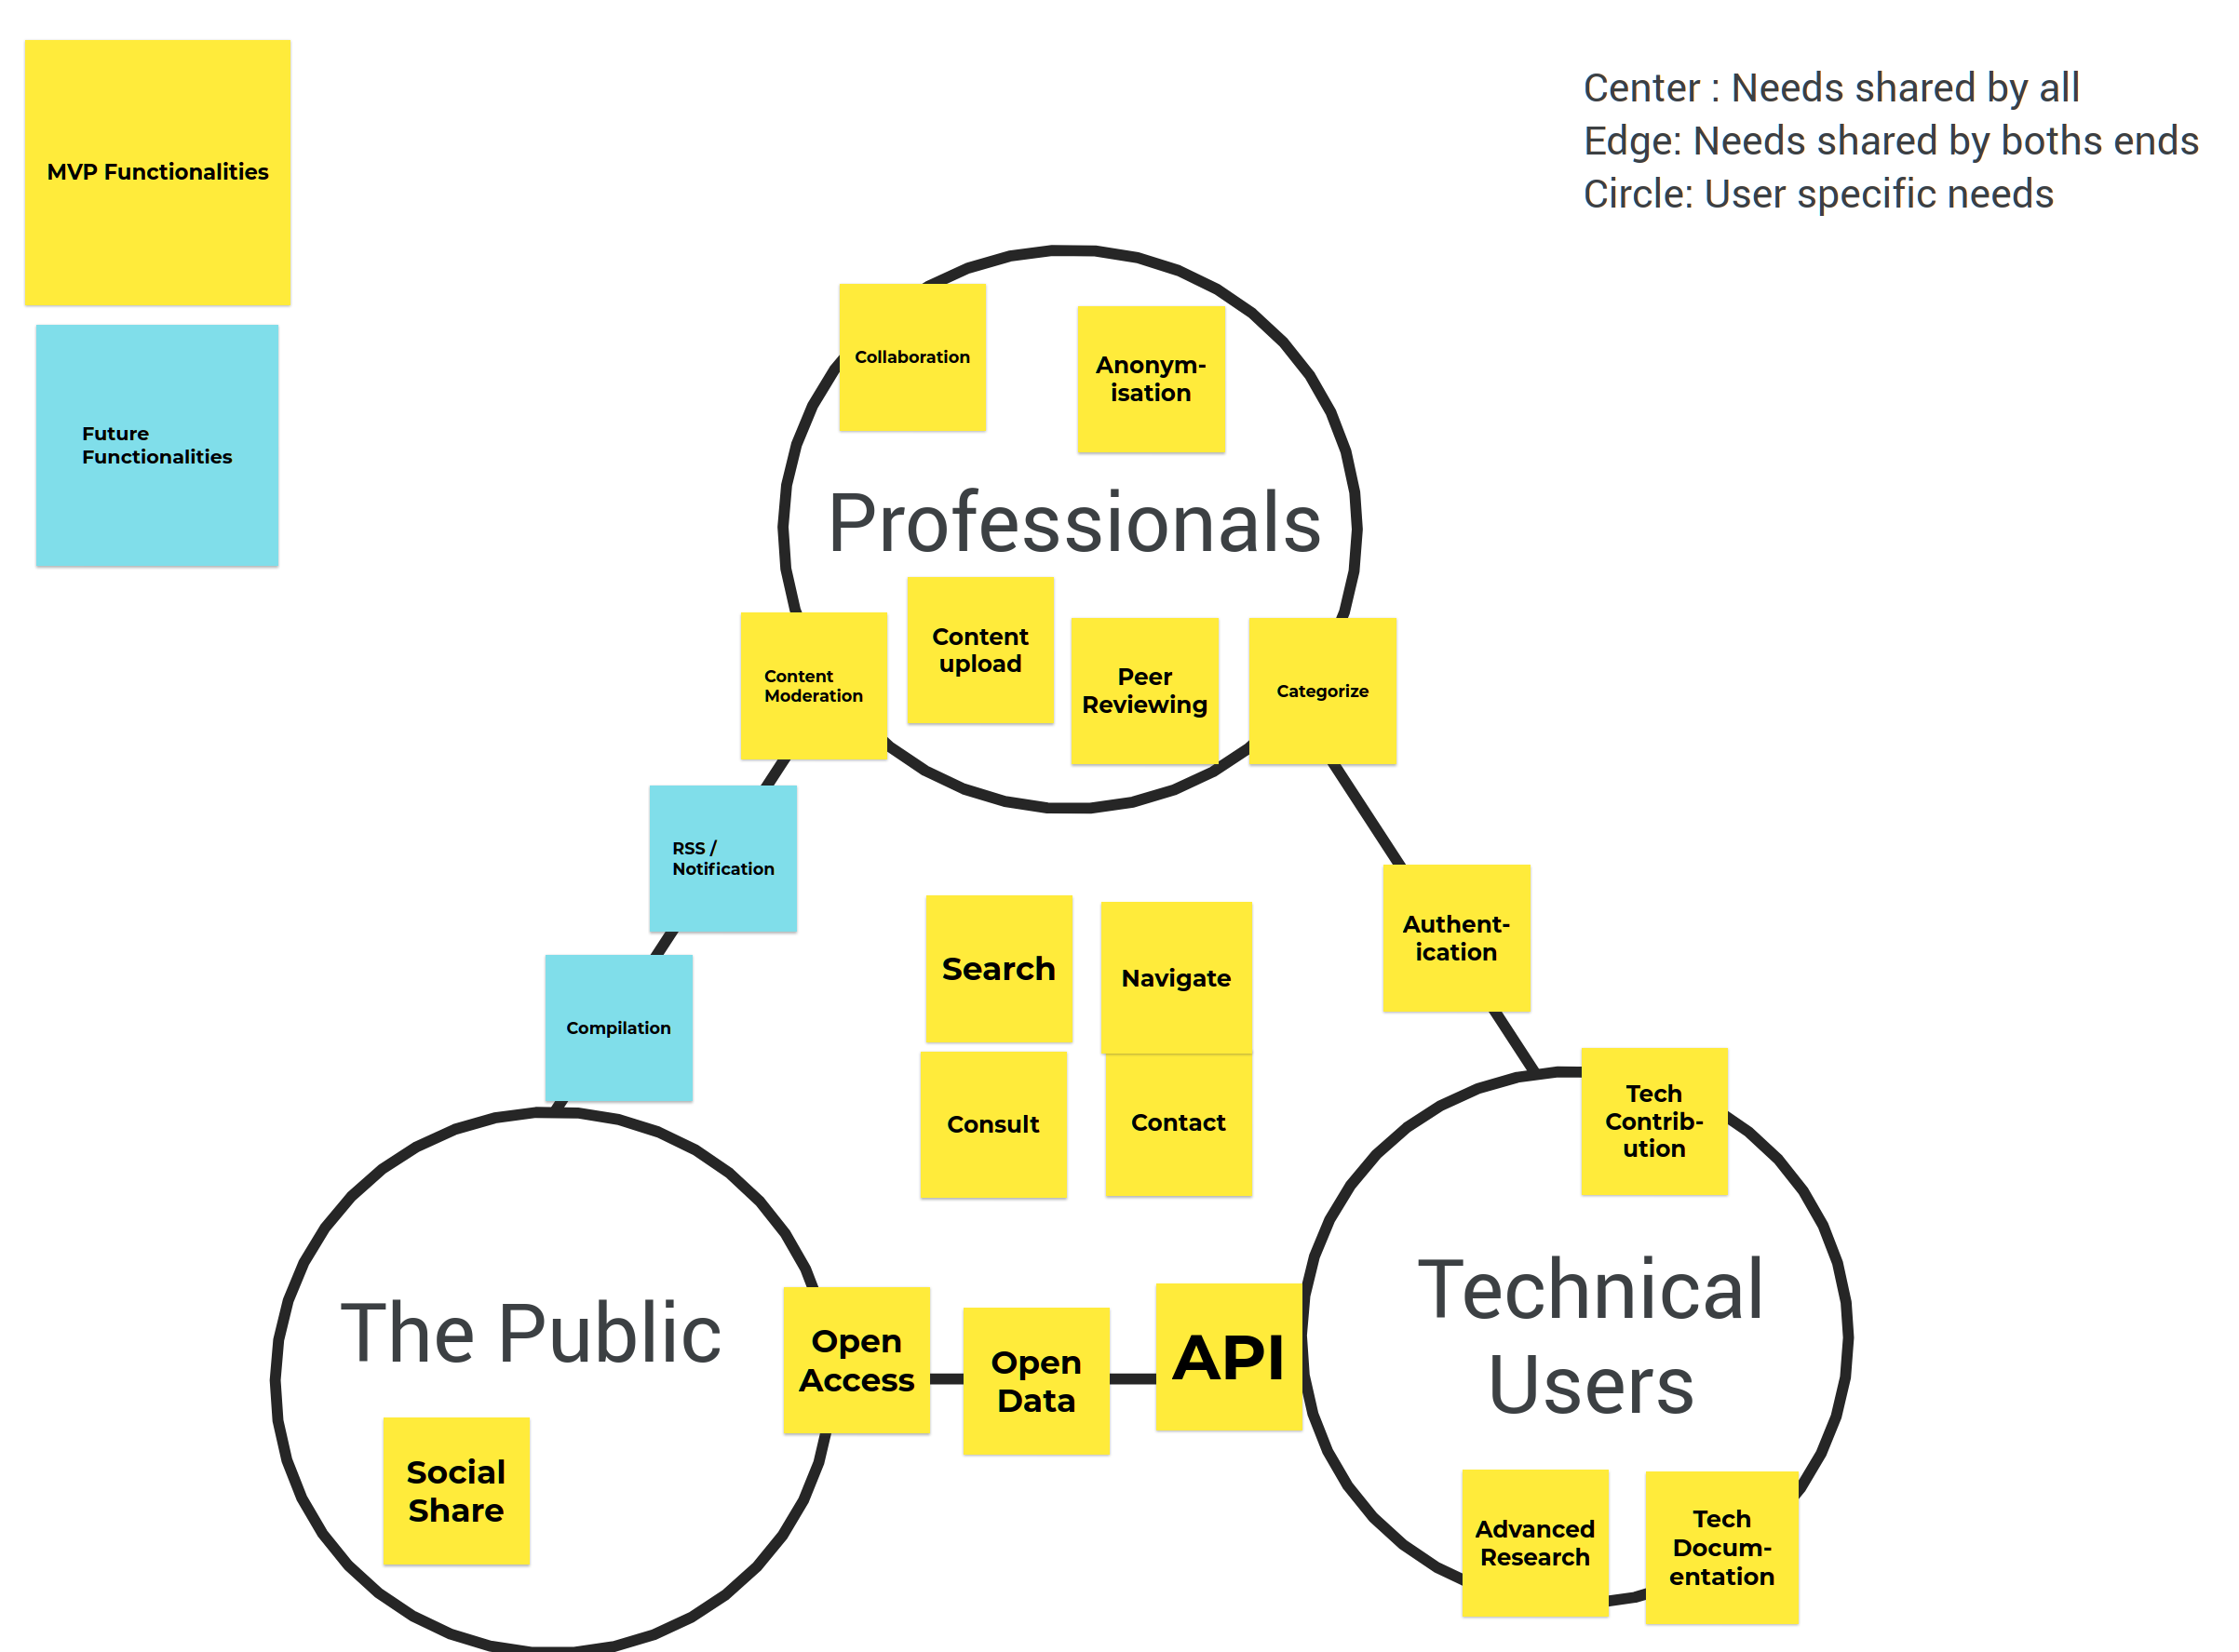 MVP Functionalities
Future
Functionalities
Center : Needs shared by all
Edge: Needs shared by boths ends
Circle: User specific needs
Collaboration
Anonym-
isation
Professionals
Content
Moderation
Content
upload
Peer
Reviewing
Categorize
RSS /
Notification
Compilation
Search
Navigate
Consult
Contact
Authent-
ication
Tech
Contrib-
ution
The Public
Social
Share
Open
Access
Open
Data
API
Technical
Users
Advanced
Research
Tech
Docum-
entation